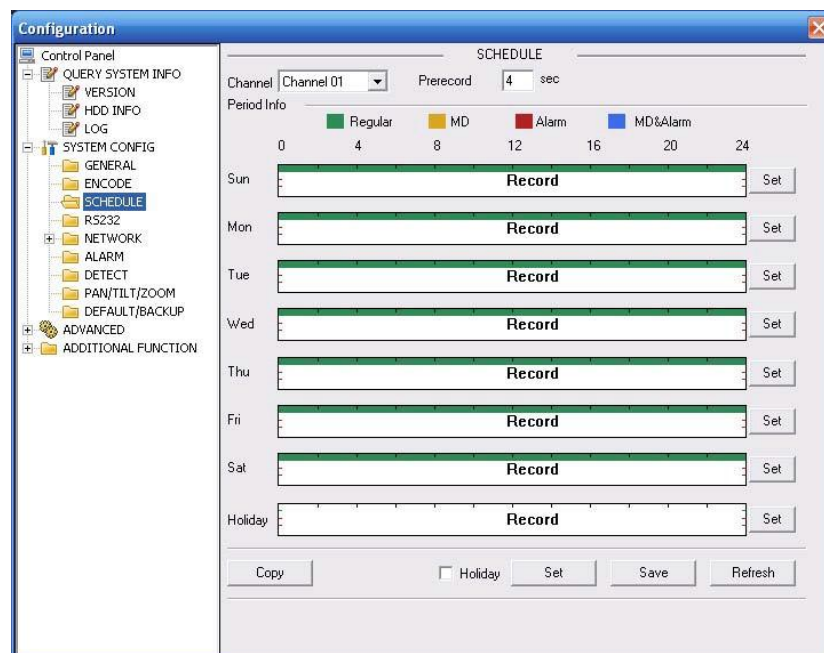 Configuration
Control Panel
QUERY SYSTEM INFO
VERSION
HDD INFO
LOG
SYSTEM CONFIG
GENERAL
ENCODE
SCHEDULE
RS232
NETWORK
ALARM
DETECT
PAN/TILT/ZOOM
DEFAULT/BACKUP
ADVANCED
ADDITIONAL FUNCTION
SCHEDULE
Channel Channel 01 Prerecord 4 sec
Period Info
Regular MD Alarm MD&Alarm
0 4 8 12 16 20 24
Sun Record Set
Mon Record Set
Tue Record Set
Wed Record Set
Thu Record Set
Fri Record Set
Sat Record Set
Holiday Record Set
Copy Holiday Set Save Refresh